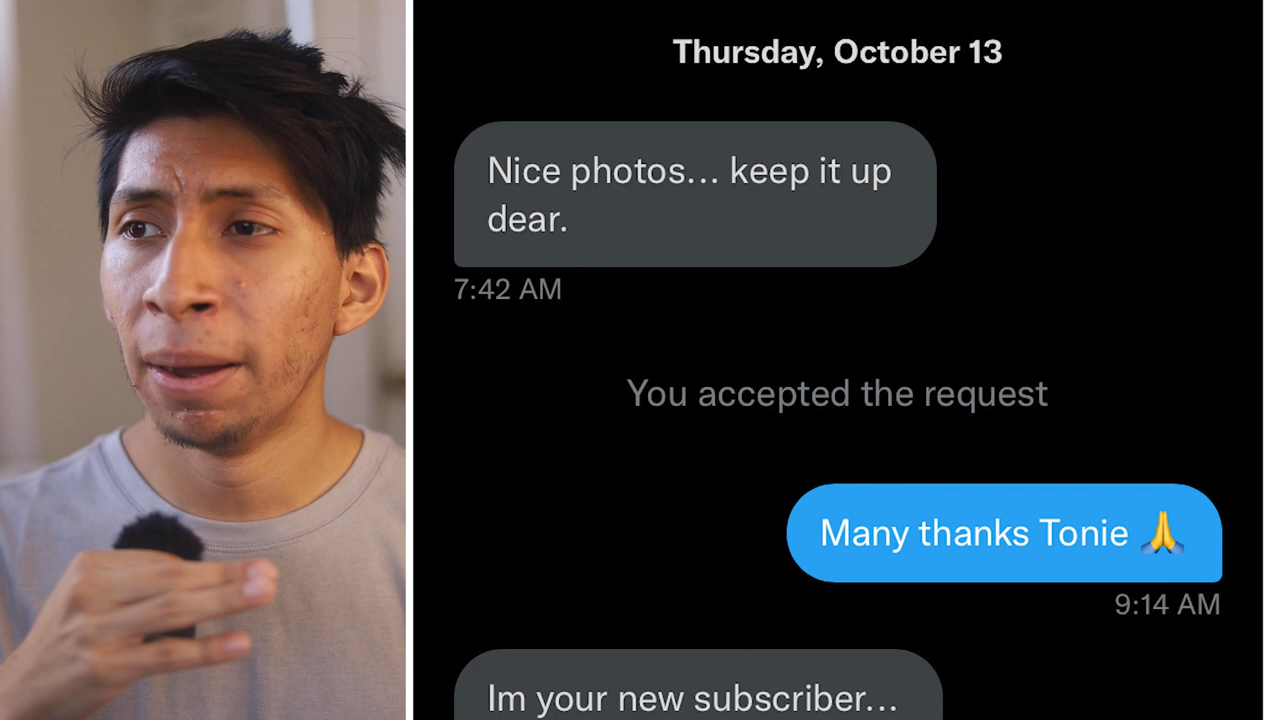 Thursday, October 13
Nice photos... keep it up
dear.
7:42 AM
You accepted the request
Many thanks Tonie 🙏
9:14 AM
Im your new subscriber...